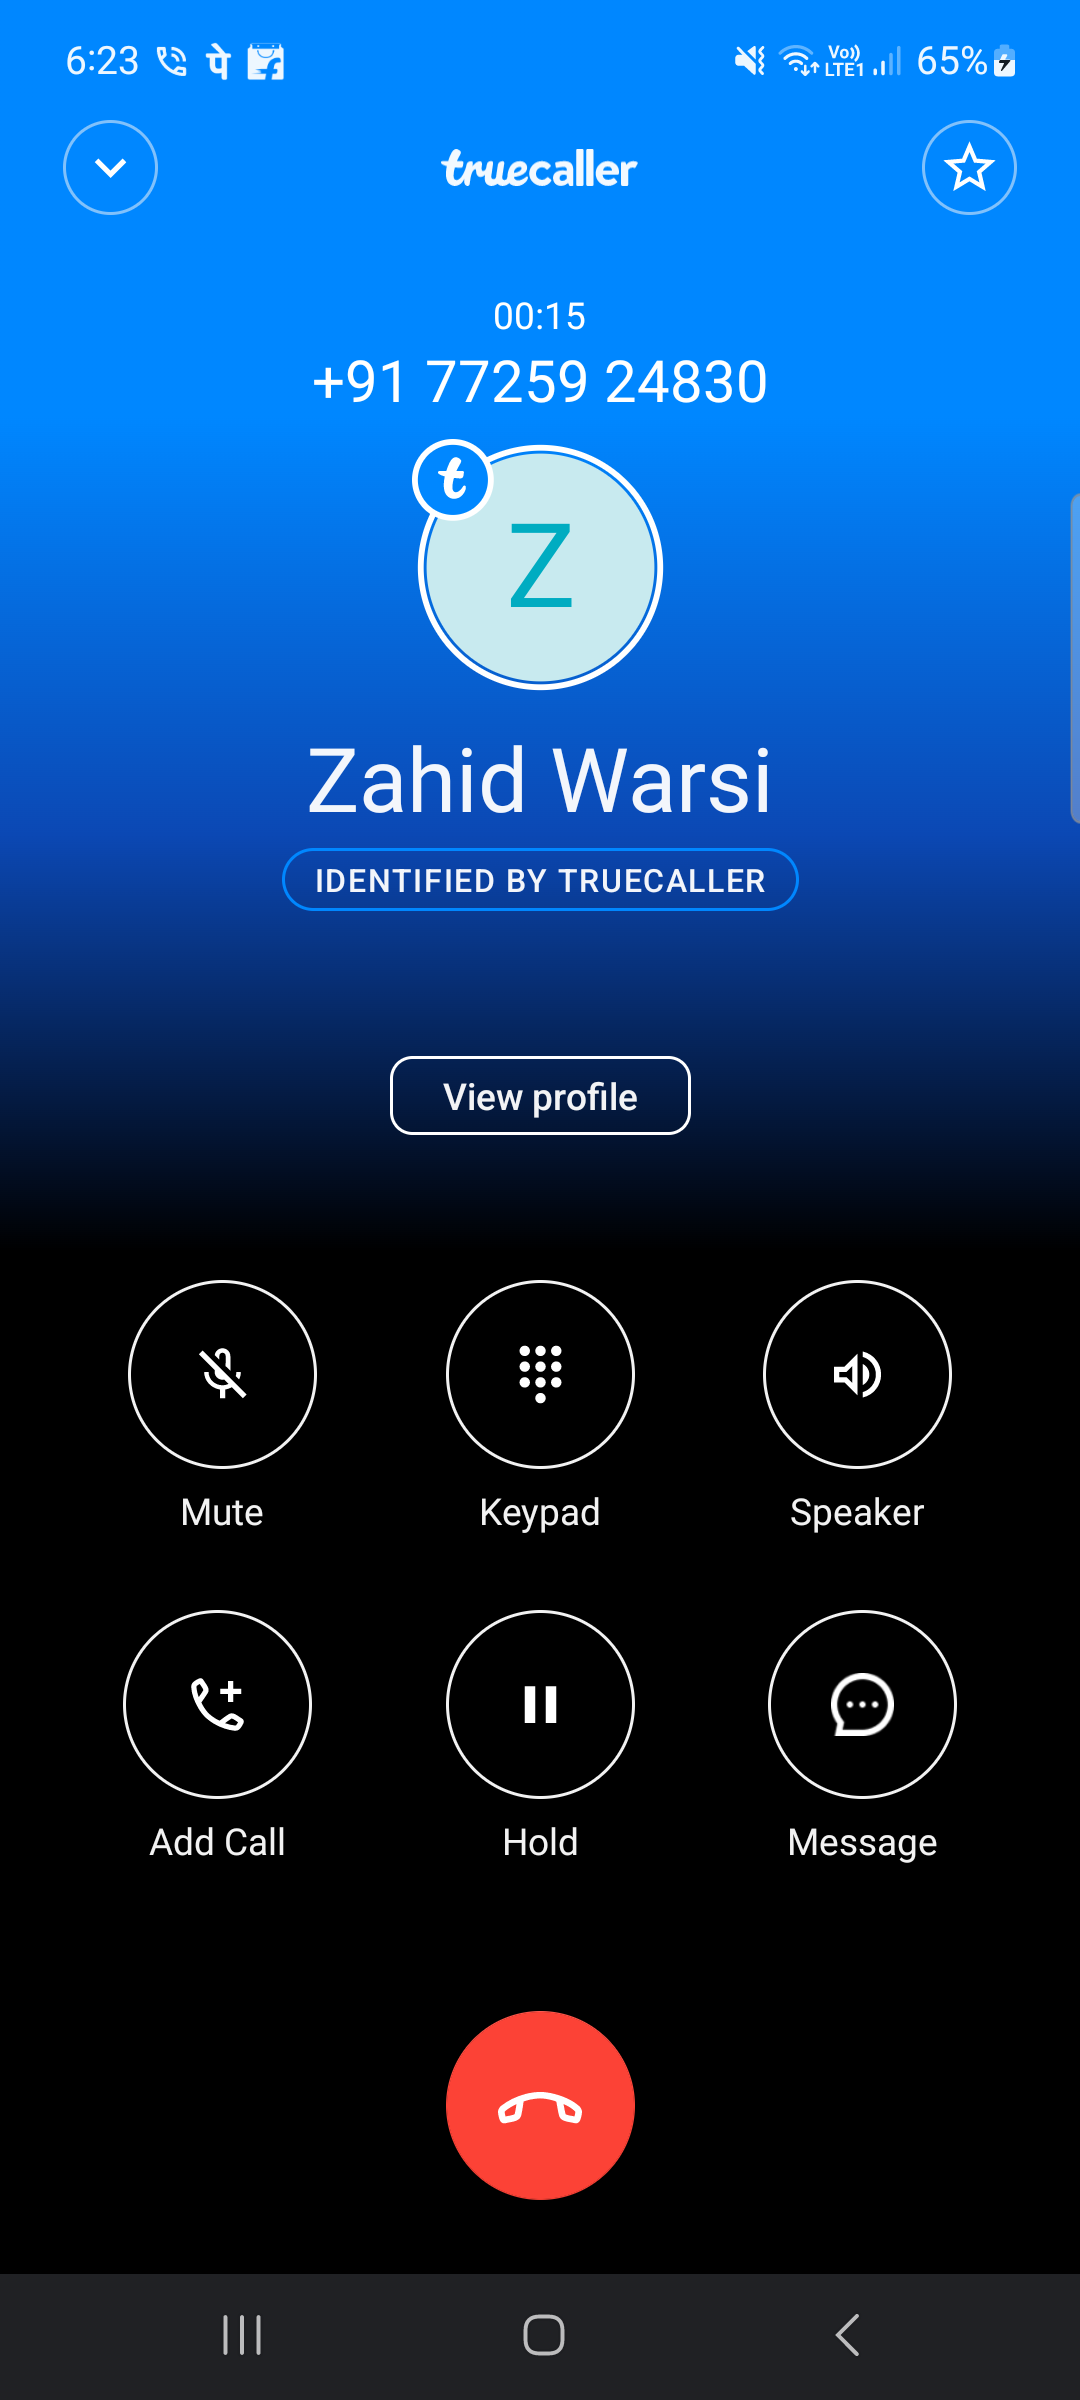 6:23 पे Vo)) LTE1 65%
truecaller
00:15
+91 77259 24830
t
Z
Zahid Warsi
IDENTIFIED BY TRUECALLER
View profile
Mute Keypad Speaker
Add Call Hold Message